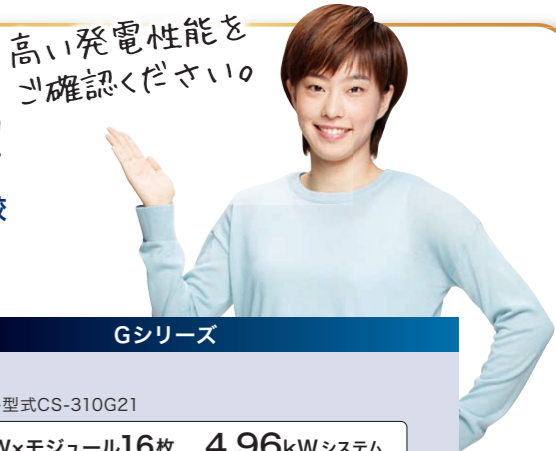 高い発電性能を
ご確認ください。
較
Gシリーズ
型式CS-310G21
W×モジュール16枚 4.96kWシステム